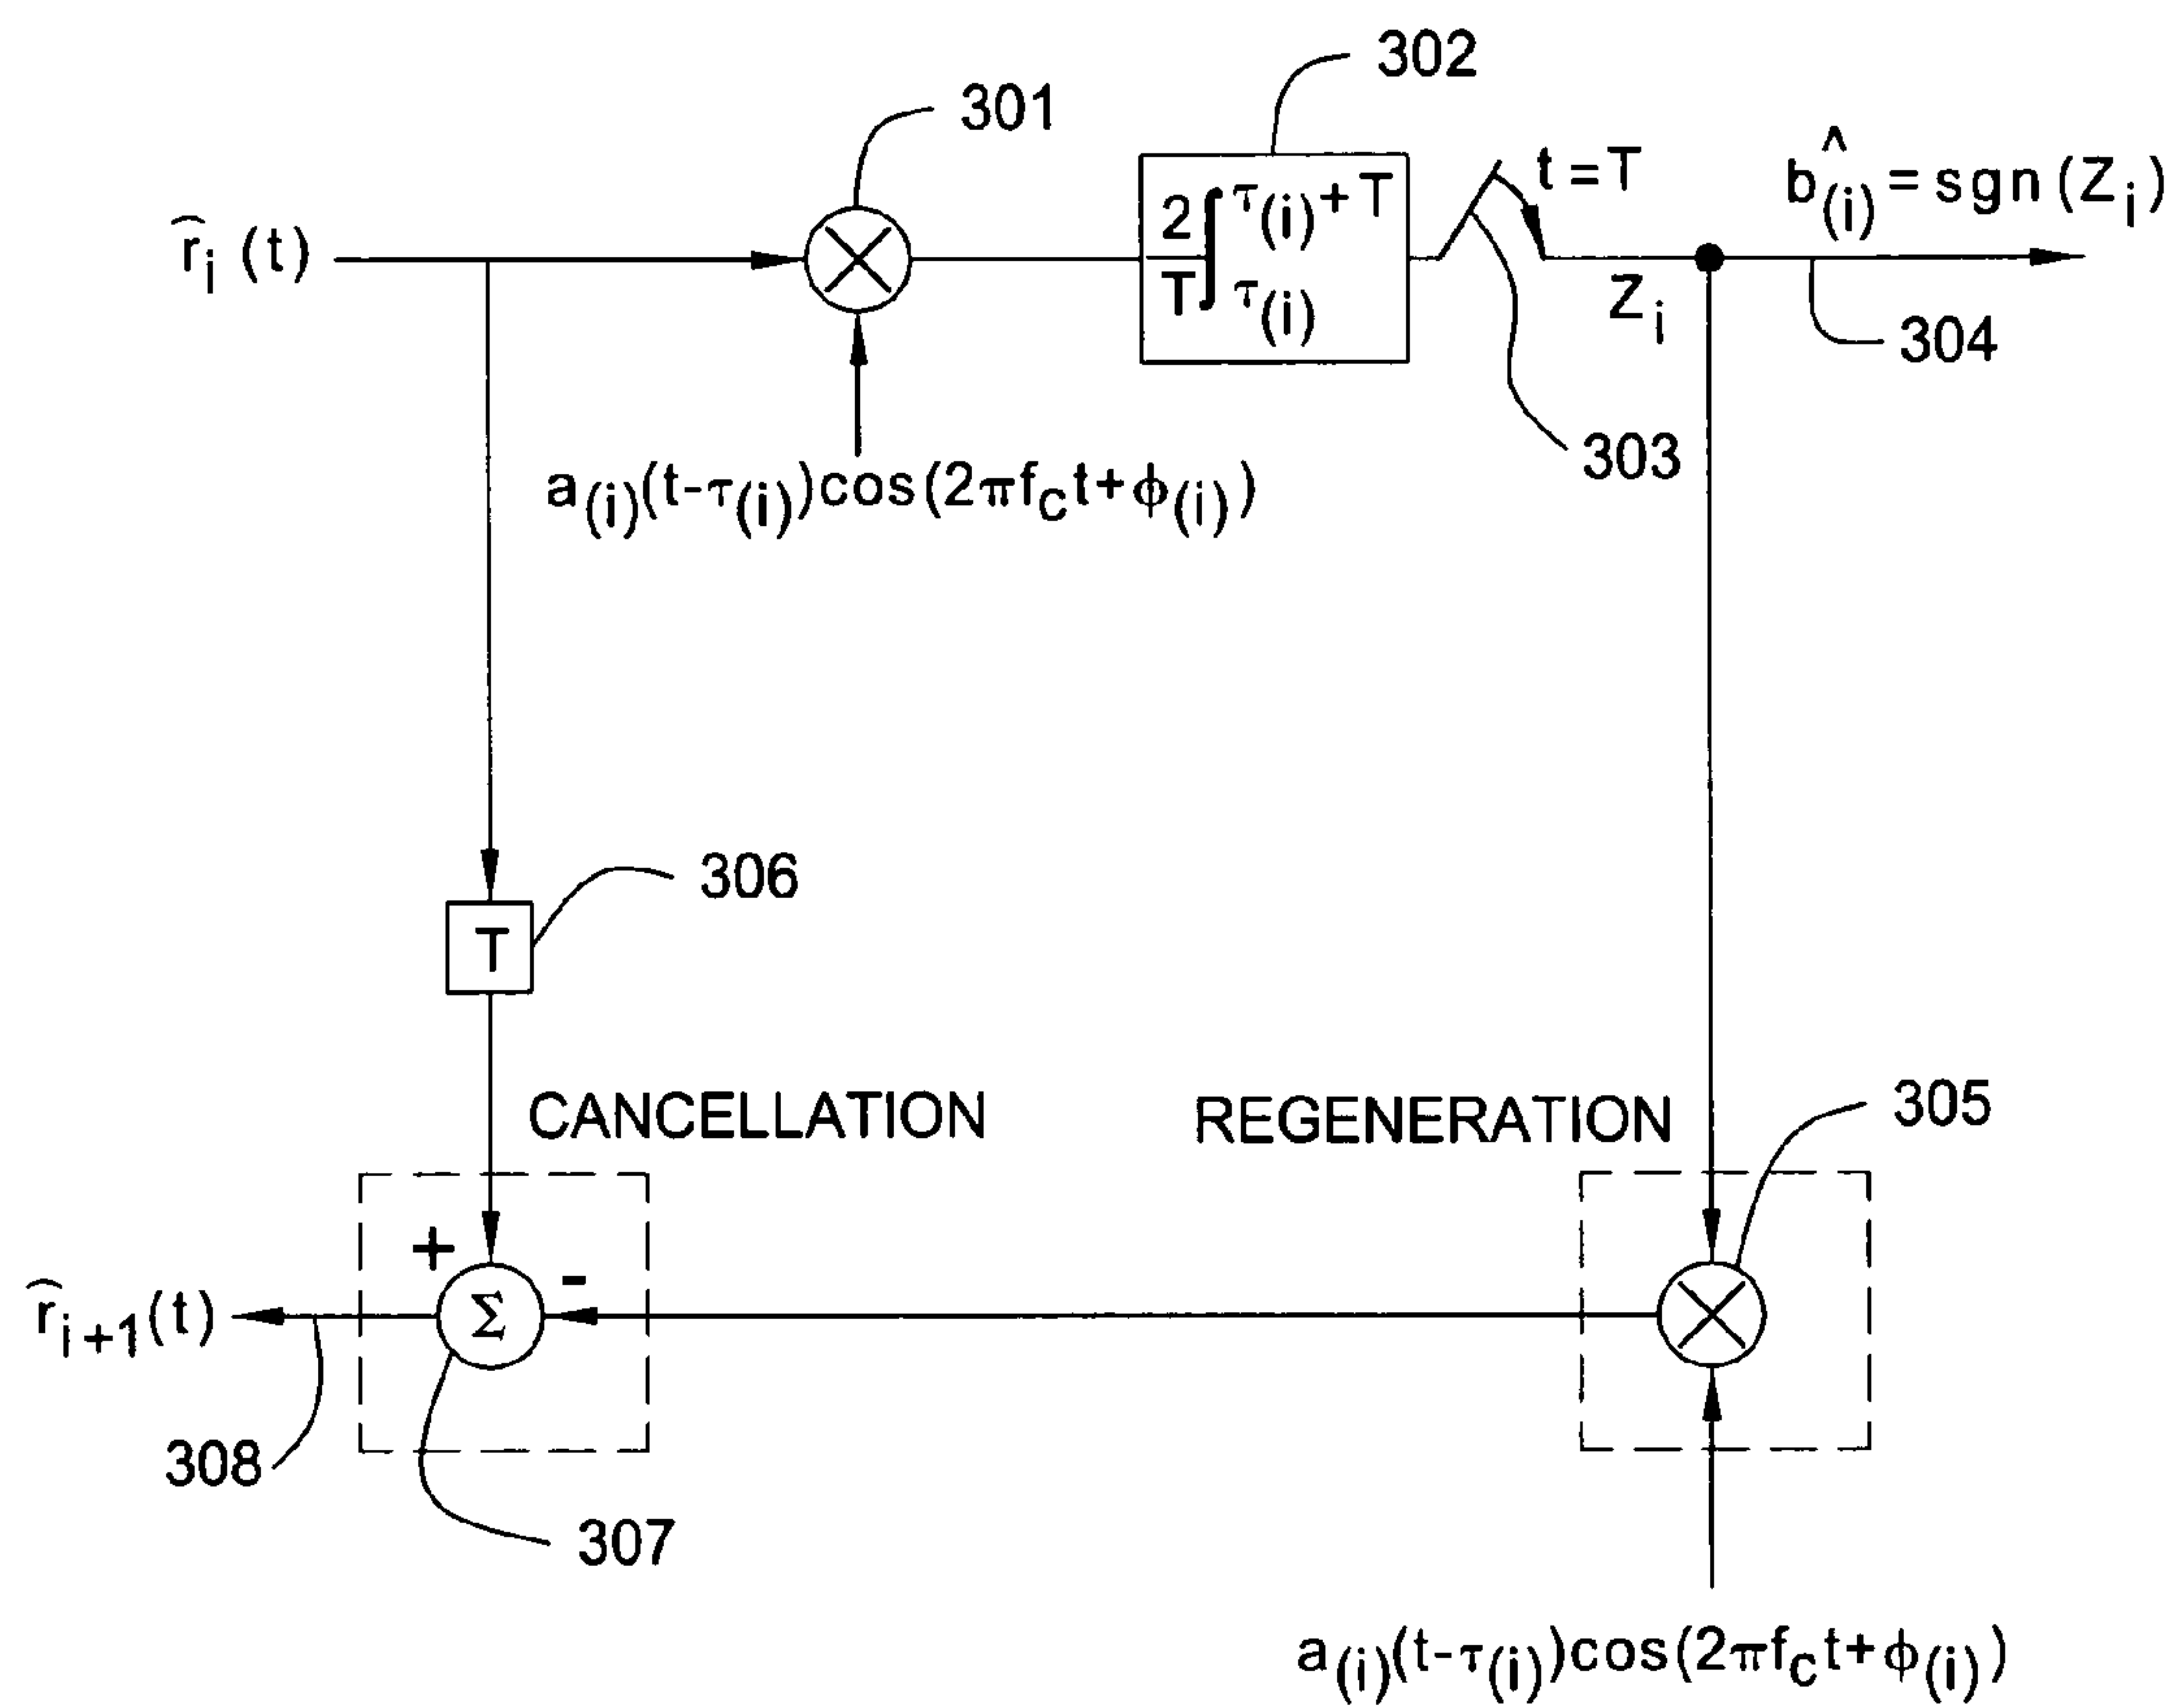 302
301
2/T ∫ τ(i)+T τ(i)
t=T
b̂(i)=sgn(Zi)
r̂i(t)
Zi
304
303
a(i)(t-τ(i))cos(2πfct+ϕ(i))
306
T
CANCELLATION
REGENERATION
305
+
-
r̂i+1(t)
Σ
308
307
a(i)(t-τ(i))cos(2πfct+ϕ(i))